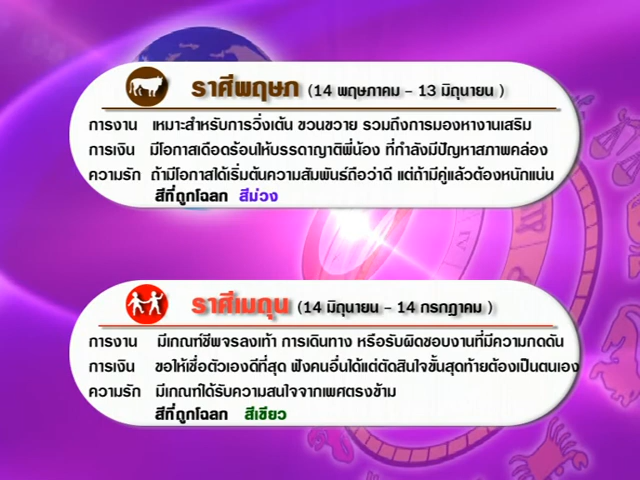 ราศีพฤษภ (14 พฤษภาคม - 13 มิถุนายน )
การงาน เหมาะสำหรับการวิ่งเต้น ขวนขวาย รวมถึงการมองหางานเสริม
การเงิน มีโอกาสเดือดร้อนให้บรรดาญาติพี่น้อง ที่กำลังมีปัญหาสภาพคล่อง
ความรัก ถ้ามีโอกาสได้เริ่มต้นความสัมพันธ์ถือว่าดี แต่ถ้ามีคู่แล้วต้องหนักแน่น
สีที่ถูกโฉลก สีม่วง
ราศีเมถุน (14 มิถุนายน - 14 กรกฎาคม )
การงาน มีเกณฑ์ชีพจรลงเท้า การเดินทาง หรือรับผิดชอบงานที่มีความกดดัน
การเงิน ขอให้เชื่อตัวเองดีที่สุด ฟังคนอื่นได้แต่ตัดสินใจขั้นสุดท้ายต้องเป็นตนเอง
ความรัก มีเกณฑ์ได้รับความสนใจจากเพศตรงข้าม
สีที่ถูกโฉลก สีเขียว